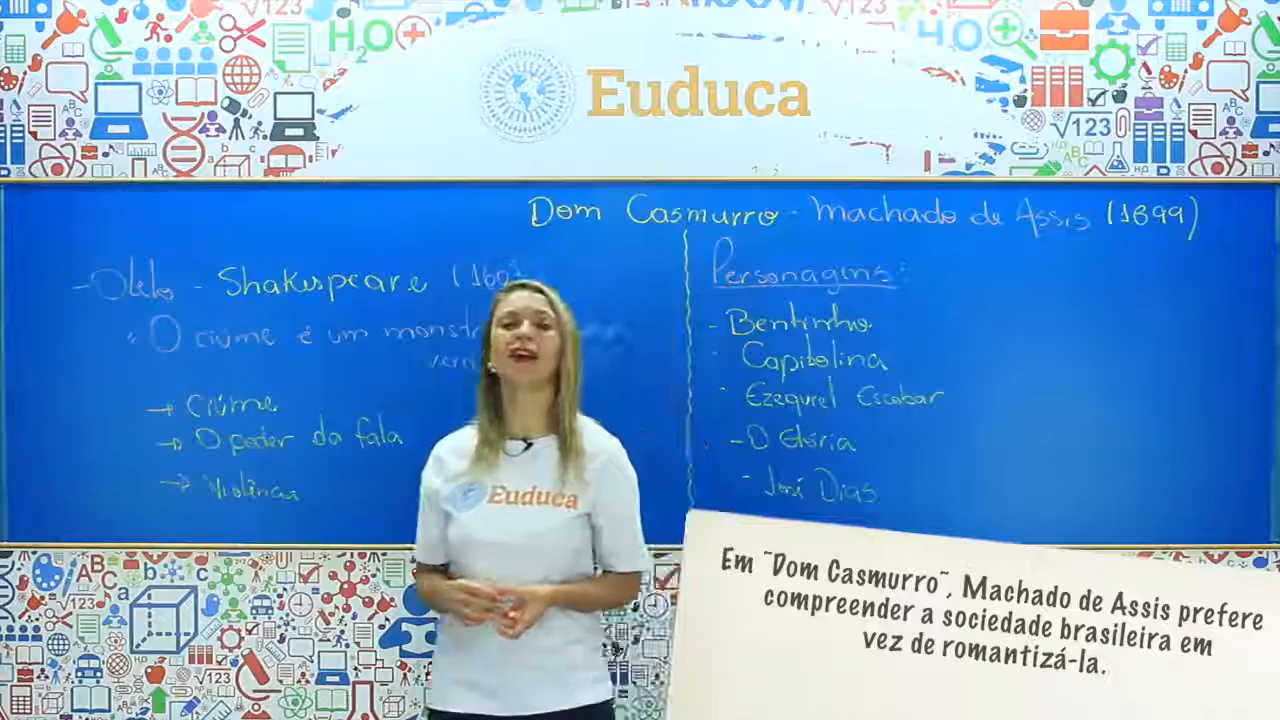 Euduca
Dom Casmurro - Machado de Assis (1899)
- Otelo - Shakespeare (160
"O ciúme é um monst
→ Ciúme
→ O poder da fala
→ Violência
Personagens:
- Bentinho
- Capitolina
- Ezequiel Escobar
- D Glória
- José Dias
Euduca
Em ˜Dom Casmurro˜, Machado de Assis prefere
compreender a sociedade brasileira em
vez de romantizá-la.